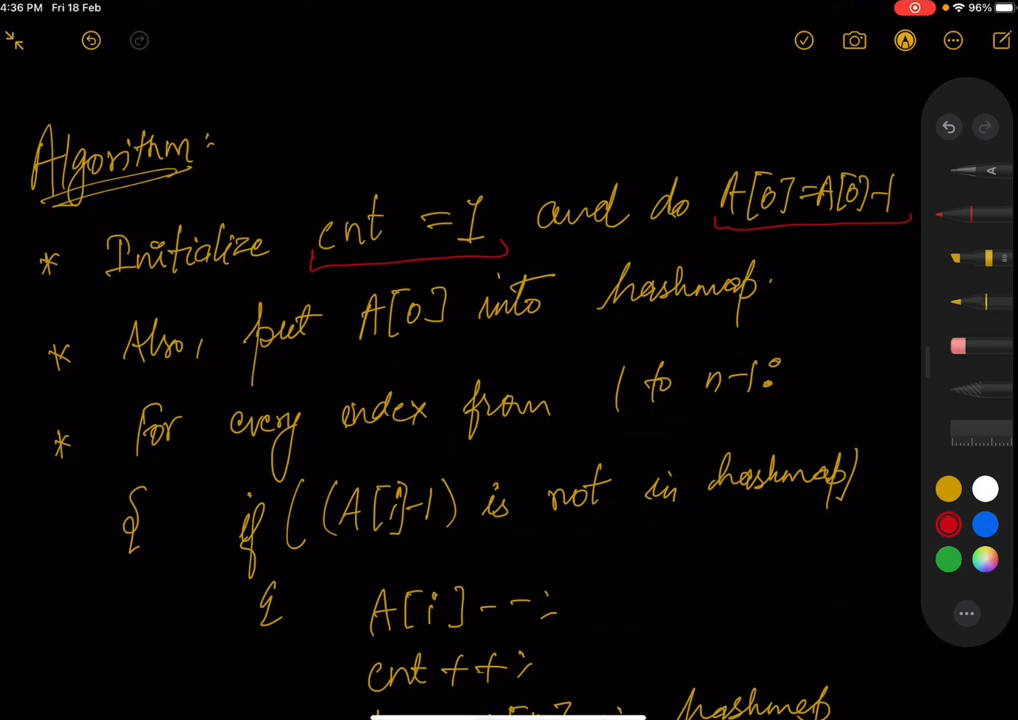 4:36 PM Fri 18 Feb 96%
Algorithm:
* Initialize cnt = 1 and do A[0]=A[0]-1
* Also, put A[0] into hashmap.
* For every index from 1 to n-1:
{ if ((A[i]-1) is not in hashmap)
{ A[i]--;
cnt++;
hashmap